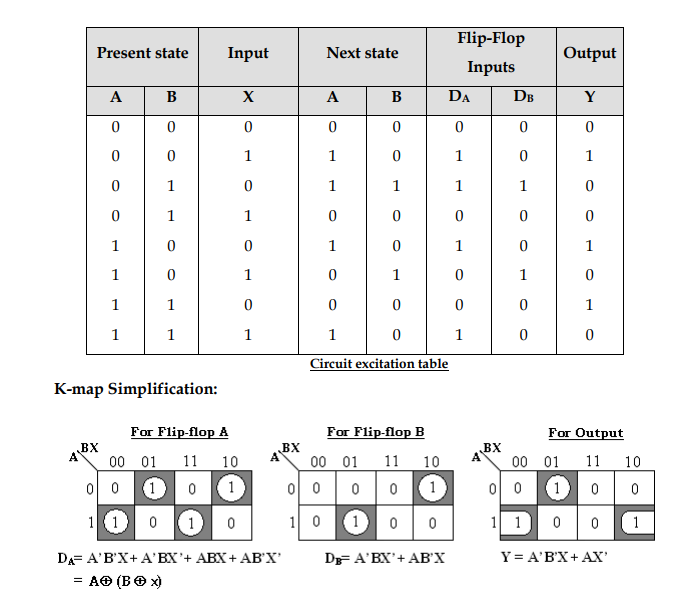 Present state Input Next state Flip-Flop Inputs Output
A B X A B DA DB Y
0 0 0 0 0 0 0 0
0 0 1 1 0 1 0 1
0 1 0 1 1 1 1 0
0 1 1 0 0 0 0 0
1 0 0 1 0 1 0 1
1 0 1 0 1 0 1 0
1 1 0 0 0 0 0 1
1 1 1 1 0 1 0 0
Circuit excitation table
K-map Simplification:
For Flip-flop A For Flip-flop B For Output
A BX A BX A BX
00 01 11 10 00 01 11 10 00 01 11 10
0 0 1 0 1 0 0 0 0 1 0 0 1 0 0
1 1 0 1 0 1 0 1 0 0 1 1 0 0 1
DA= A'B'X+ A'BX'+ ABX+ AB'X' DB= A'BX'+ AB'X Y = A'B'X + AX'
= A⊕ (B ⊕ x)